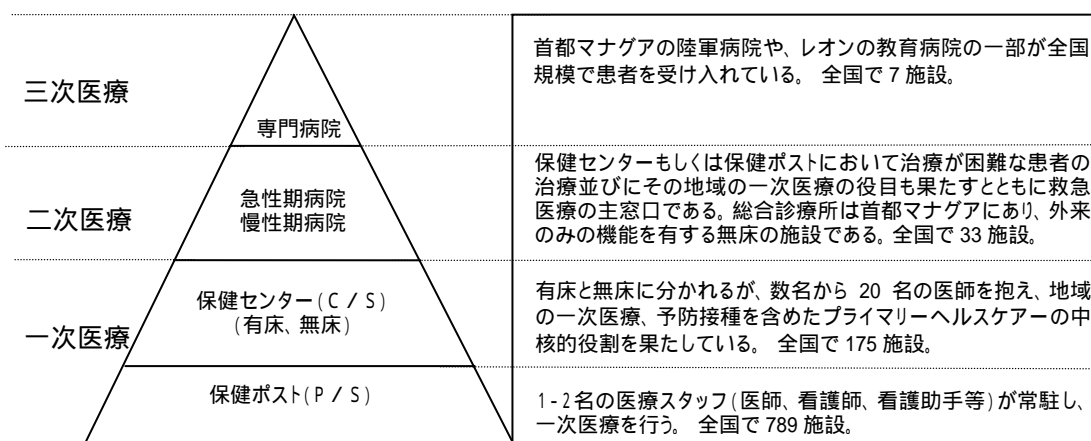 三次医療
専門病院
首都マナグアの陸軍病院や、レオンの教育病院の一部が全国
規模で患者を受け入れている。 全国で 7 施設。
二次医療
急性期病院
慢性期病院
保健センターもしくは保健ポストにおいて治療が困難な患者の
治療並びにその地域の一次医療の役目も果たすとともに救急
医療の主窓口である。総合診療所は首都マナグアにあり、外来
のみの機能を有する無床の施設である。全国で 33 施設。
一次医療
保健センター(C / S)
(有床、無床)
有床と無床に分かれるが、数名から 20 名の医師を抱え、地域
の一次医療、予防接種を含めたプライマリーヘルスケアーの中
核的役割を果たしている。 全国で 175 施設。
保健ポスト(P / S)
1-2名の医療スタッフ(医師、看護師、看護助手等)が常駐し、
一次医療を行う。 全国で 789 施設。